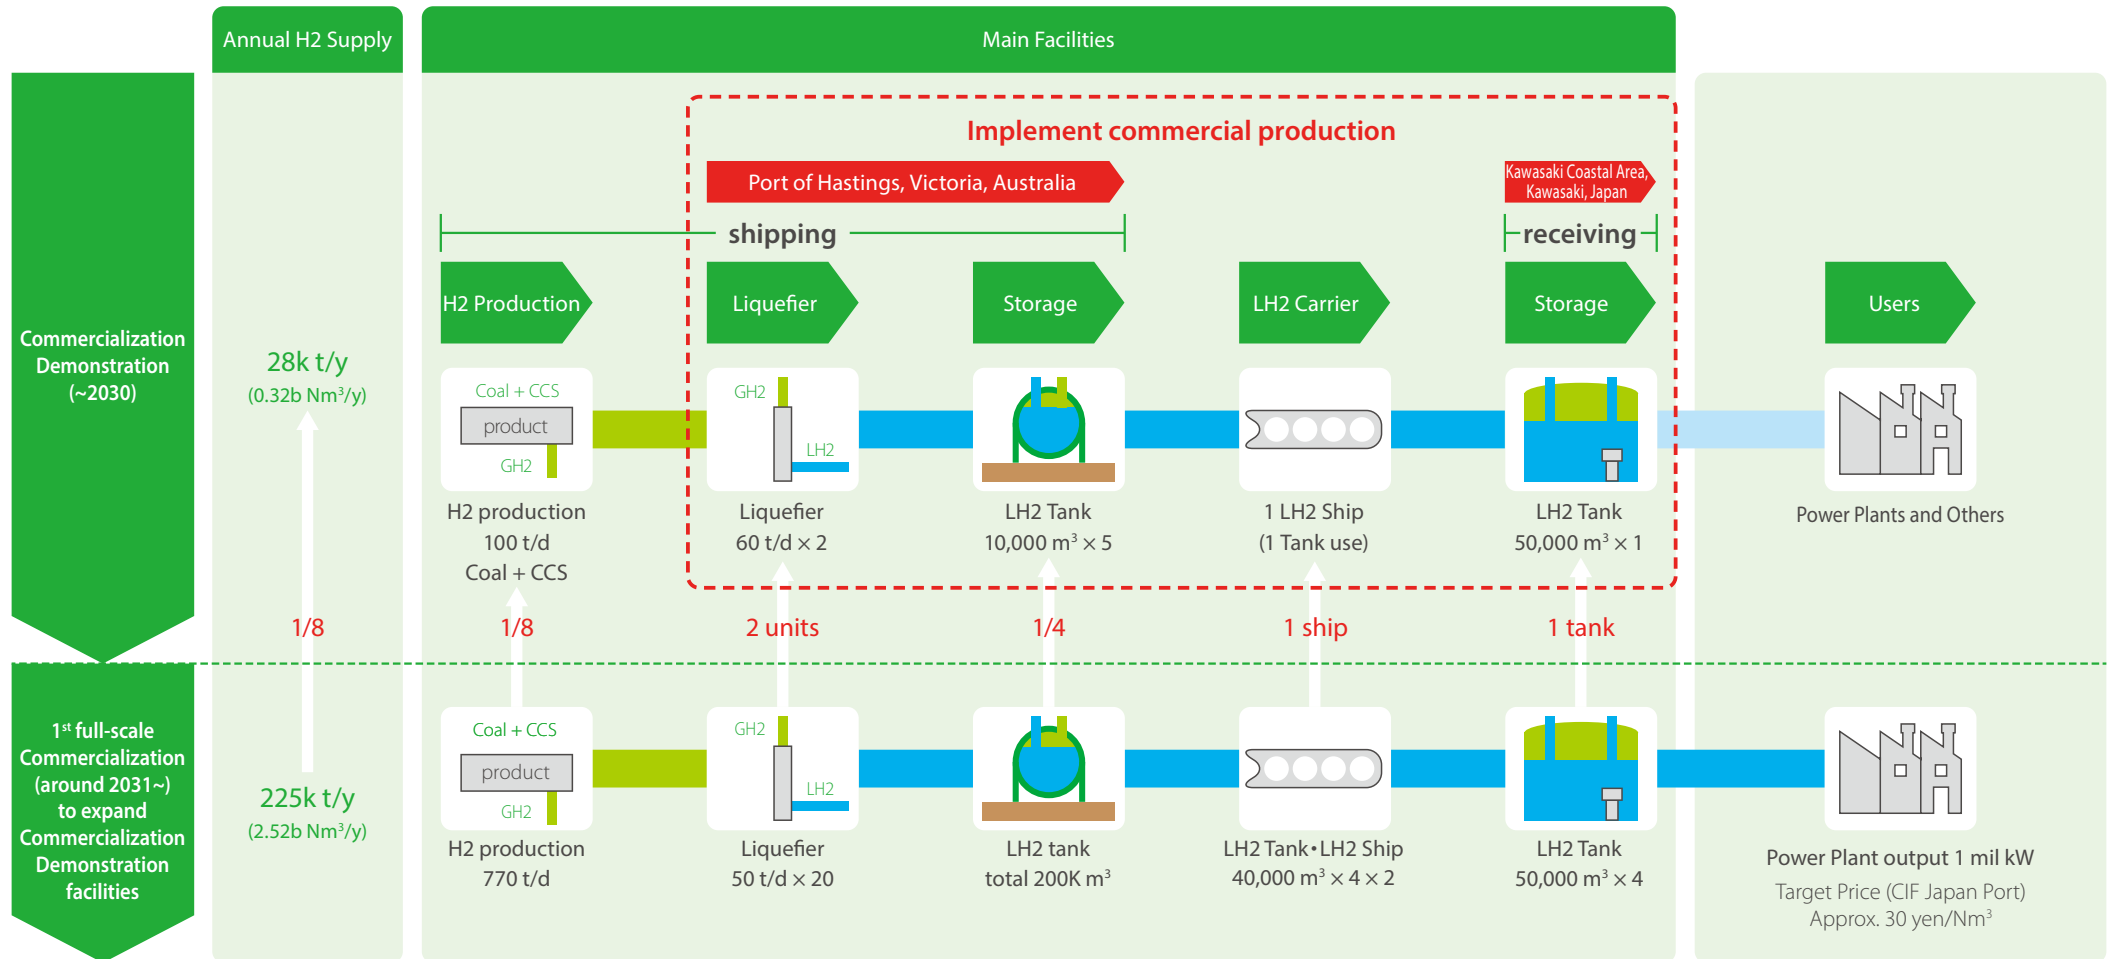 Annual H2 Supply
Main Facilities
Implement commercial production
Port of Hastings, Victoria, Australia
Kawasaki Coastal Area,
Kawasaki, Japan
shipping
receiving
H2 Production
Liquefier
Storage
LH2 Carrier
Storage
Users
Commercialization
Demonstration
(~2030)
28k t/y
(0.32b Nm³/y)
Coal + CCS
product
GH2
GH2
LH2
H2 production
100 t/d
Coal + CCS
Liquefier
60 t/d × 2
LH2 Tank
10,000 m³ × 5
1 LH2 Ship
(1 Tank use)
LH2 Tank
50,000 m³ × 1
Power Plants and Others
1/8
1/8
2 units
1/4
1 ship
1 tank
1st full-scale
Commercialization
(around 2031~)
to expand
Commercialization
Demonstration
facilities
225k t/y
(2.52b Nm³/y)
Coal + CCS
product
GH2
GH2
LH2
H2 production
770 t/d
Liquefier
50 t/d × 20
LH2 tank
total 200K m³
LH2 Tank・LH2 Ship
40,000 m³ × 4 × 2
LH2 Tank
50,000 m³ × 4
Power Plant output 1 mil kW
Target Price (CIF Japan Port)
Approx. 30 yen/Nm³